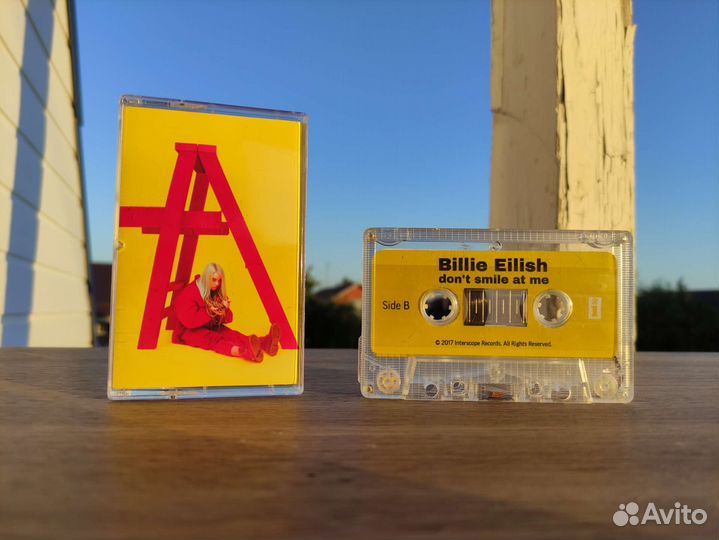 Billie Eilish
don't smile at me
Side B
© 2017 Interscope Records. All Rights Reserved.
Avito